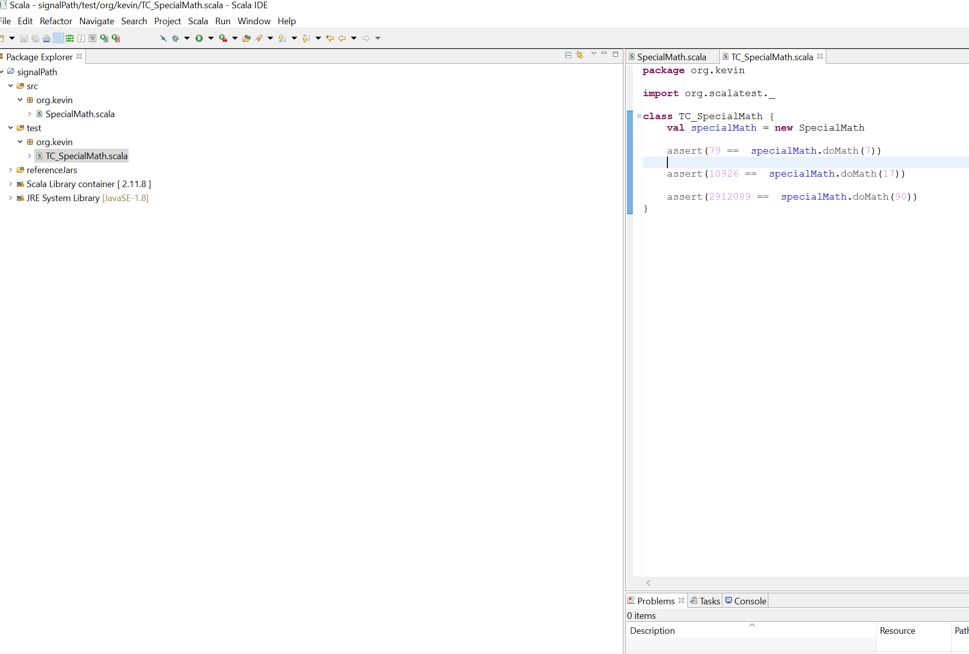 Scala - signalPath/test/org/kevin/TC_SpecialMath.scala - Scala IDE
File Edit Refactor Navigate Search Project Scala Run Window Help
Package Explorer
signalPath
src
org.kevin
SpecialMath.scala
test
org.kevin
TC_SpecialMath.scala
referenceJars
Scala Library container [ 2.11.8 ]
JRE System Library [JavaSE-1.8]
SpecialMath.scala TC_SpecialMath.scala
package org.kevin
import org.scalatest._
class TC_SpecialMath {
val specialMath = new SpecialMath
assert(79 == specialMath.doMath(7))
assert(10926 == specialMath.doMath(17))
assert(2912089 == specialMath.doMath(90))
}
Problems Tasks Console
0 items
Description Resource Path